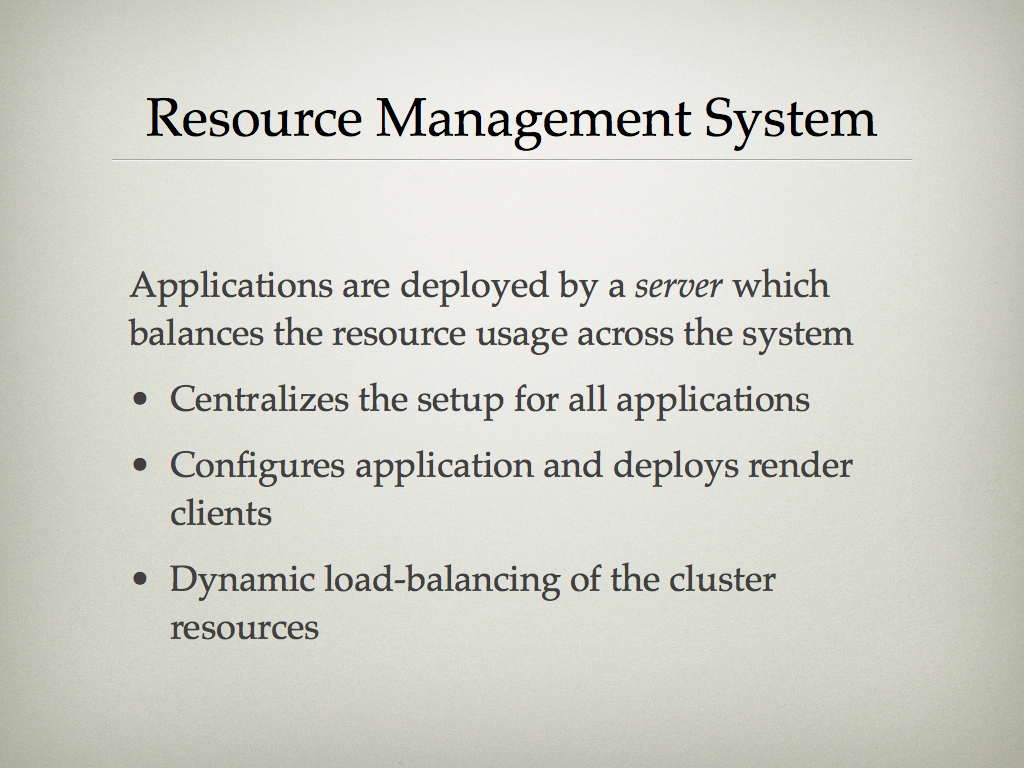 Resource Management System
Applications are deployed by a server which
balances the resource usage across the system
• Centralizes the setup for all applications
• Configures application and deploys render
clients
• Dynamic load-balancing of the cluster
resources